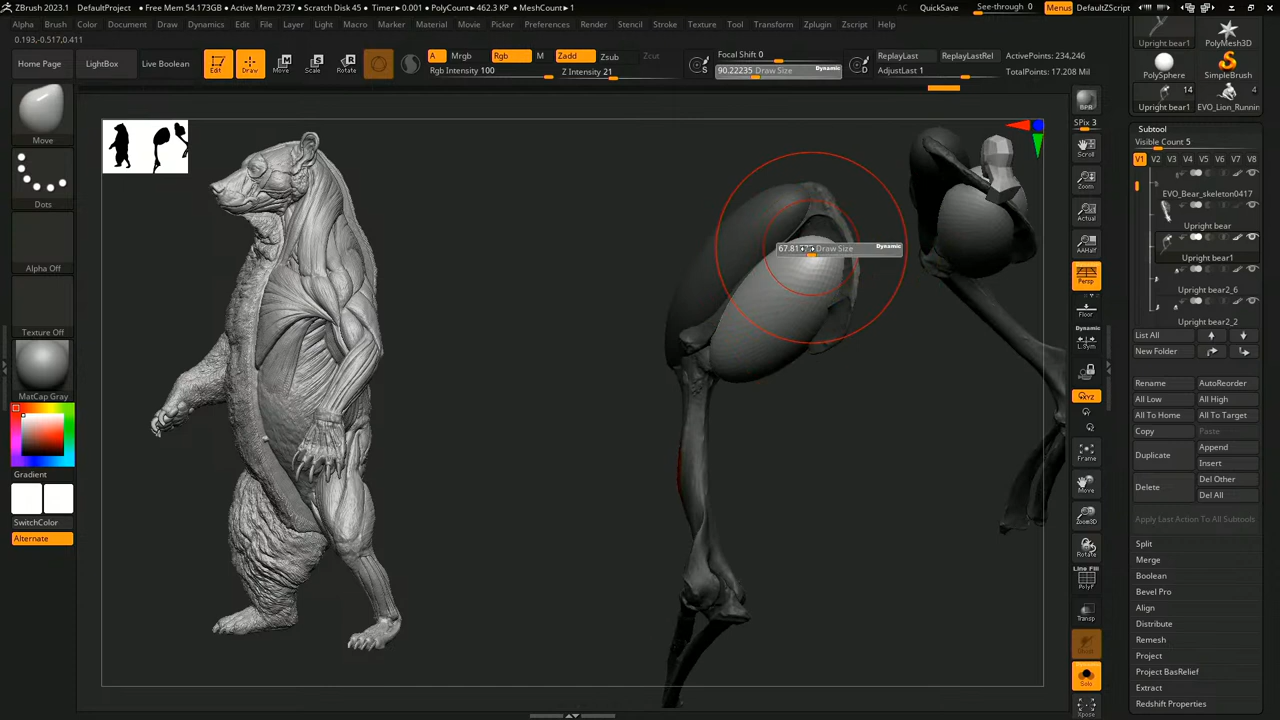 ZBrush 2023.1 DefaultProject • Free Mem 54.173GB • Active Mem 2737 • Scratch Disk 45 • Timer▶0.001 • PolyCount▶462.3 KP • MeshCount▶1 AC QuickSave See-through 0 Menus DefaultZScript
Alpha Brush Color Document Draw Dynamics Edit File Layer Light Macro Marker Material Movie Picker Preferences Render Stencil Stroke Texture Tool Transform Zplugin Zscript Help
0.193,-0.517,0.411
Home Page LightBox Live Boolean Edit Draw Move Scale Rotate
A Mrgb Rgb M Zadd Zsub Zcut
Rgb Intensity 100 Z Intensity 21
Focal Shift 0
90.22235 Draw Size Dynamic
S D
ReplayLast ReplayLastRel ActivePoints: 234,246
AdjustLast 1 TotalPoints: 17.208 Mil
Move
Dots
Alpha Off
Texture Off
MatCap Gray
Gradient
SwitchColor
Alternate
Draw Size Dynamic
BPR
SPix 3
Scroll
Zoom
Actual
AAHalf
Persp
Floor
Dynamic
L.Sym
XYZ
Frame
Move
Zoom3D
Rotate
Line Fill
PolyF
Transp
Ghost
Solo
Xpose
Upright bear1 PolyMesh3D
PolySphere SimpleBrush
14 4
Upright bear1 EVO_Lion_Runnin
Subtool
Visible Count 5
V1 V2 V3 V4 V5 V6 V7 V8
EVO_Bear_skeleton0417
Upright bear
Upright bear1
Upright bear2_6
Upright bear2_2
List All
New Folder
Rename AutoReorder
All Low All High
All To Home All To Target
Copy Paste
Duplicate Append
Insert
Delete Del Other
Del All
Apply Last Action To All Subtools
Split
Merge
Boolean
Bevel Pro
Align
Distribute
Remesh
Project
Project BasRelief
Extract
Redshift Properties